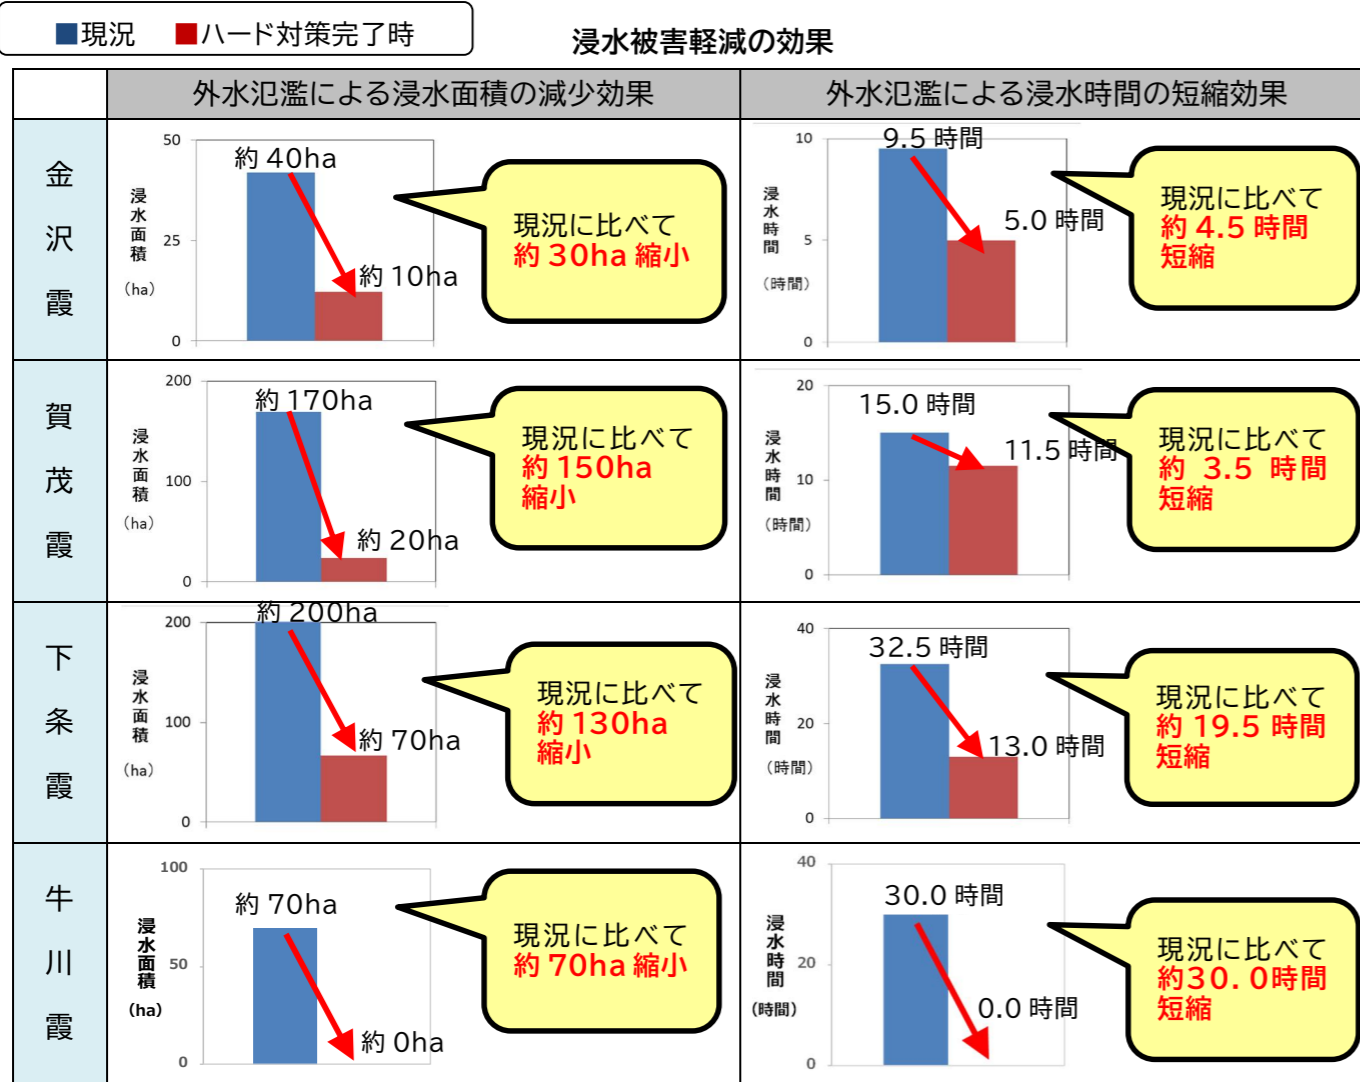 ■現況 ■ハード対策完了時
浸水被害軽減の効果
外水氾濫による浸水面積の減少効果
外水氾濫による浸水時間の短縮効果
金沢霞
50
25
0
浸水面積
(ha)
約 40ha
約 10ha
現況に比べて
約 30ha 縮小
10
5
0
浸水時間
(時間)
9.5 時間
5.0 時間
現況に比べて
約 4.5 時間
短縮
賀茂霞
200
100
0
浸水面積
(ha)
約 170ha
約 20ha
現況に比べて
約 150ha
縮小
20
10
0
浸水時間
(時間)
15.0 時間
11.5 時間
現況に比べて
約 3.5 時間
短縮
下条霞
200
100
0
浸水面積
(ha)
約 200ha
約 70ha
現況に比べて
約 130ha
縮小
40
20
0
浸水時間
(時間)
32.5 時間
13.0 時間
現況に比べて
約 19.5 時間
短縮
牛川霞
100
50
0
浸水面積
(ha)
約 70ha
約 0ha
現況に比べて
約 70ha 縮小
40
20
0
浸水時間
(時間)
30.0 時間
0.0 時間
現況に比べて
約30.0時間
短縮